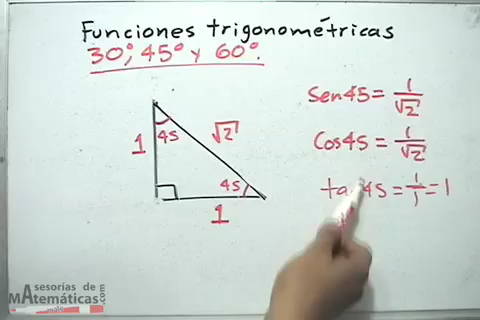 Funciones trigonométricas
30°, 45° y 60°.
Sen45 = 1/√2
45
1
√2
Cos45 = 1/√2
45
1
tan45 = 1/1 = 1
Asesorías de
Matemáticas.com